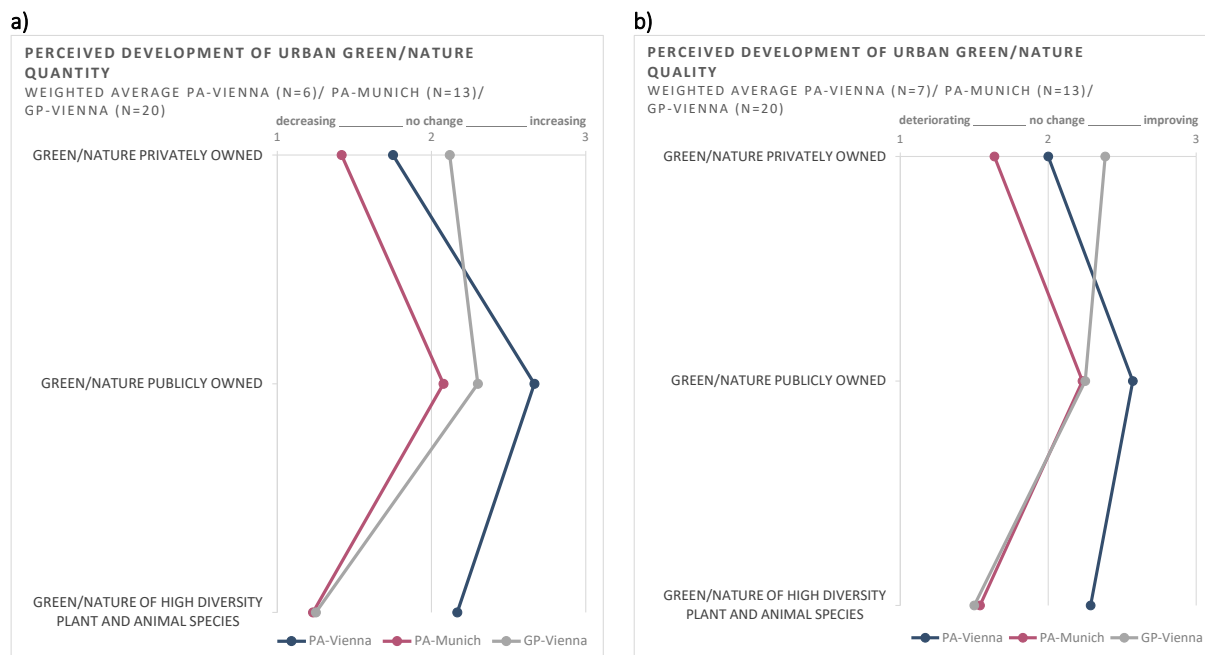 a)
PERCEIVED DEVELOPMENT OF URBAN GREEN/NATURE
QUANTITY
WEIGHTED AVERAGE PA-VIENNA (N=6)/ PA-MUNICH (N=13)/
GP-VIENNA (N=20)
decreasing __________ no change __________ increasing
1 2 3
GREEN/NATURE PRIVATELY OWNED
GREEN/NATURE PUBLICLY OWNED
GREEN/NATURE OF HIGH DIVERSITY
PLANT AND ANIMAL SPECIES
PA-Vienna PA-Munich GP-Vienna
b)
PERCEIVED DEVELOPMENT OF URBAN GREEN/NATURE
QUALITY
WEIGHTED AVERAGE PA-VIENNA (N=7)/ PA-MUNICH (N=13)/
GP-VIENNA (N=20)
deteriorating _________ no change _________ improving
1 2 3
GREEN/NATURE PRIVATELY OWNED
GREEN/NATURE PUBLICLY OWNED
GREEN/NATURE OF HIGH DIVERSITY
PLANT AND ANIMAL SPECIES
PA-Vienna PA-Munich GP-Vienna